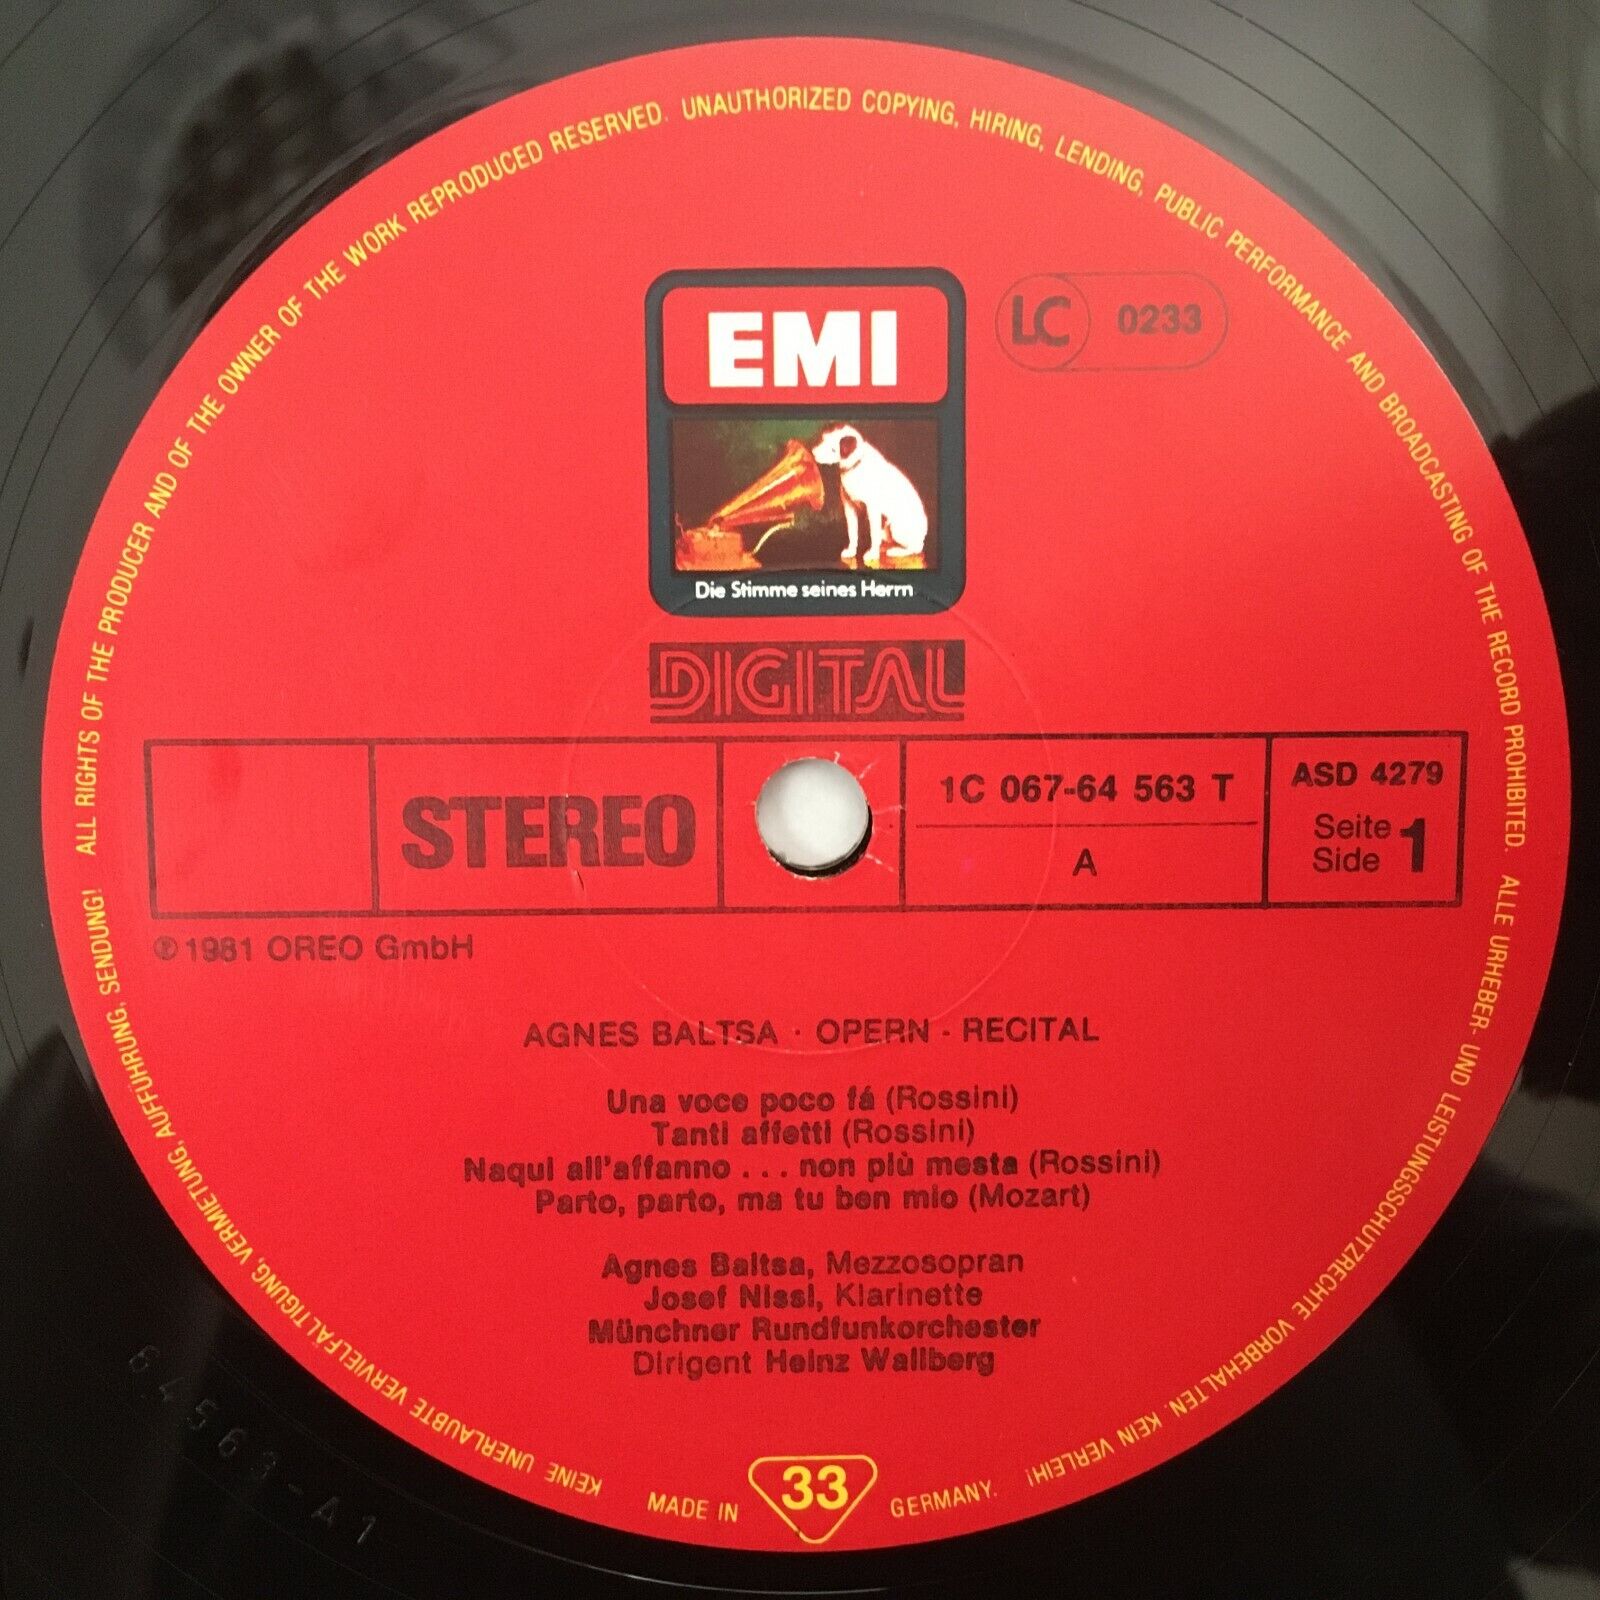 ALL RIGHTS OF THE PRODUCER AND OF THE OWNER OF THE WORK REPRODUCED RESERVED. UNAUTHORIZED COPYING, HIRING, LENDING, PUBLIC PERFORMANCE AND BROADCASTING OF THE RECORD PROHIBITED.
ALLE URHEBER- UND LEISTUNGSSCHUTZRECHTE VORBEHALTEN. KEIN VERLEIH! KEINE UNERLAUBTE VERVIELFÄLTIGUNG, VERMIETUNG, AUFFÜHRUNG, SENDUNG!
EMI
LC 0233
Die Stimme seines Herrn
DIGITAL
STEREO
1C 067-64 563 T
A
ASD 4279
Seite
Side 1
℗ 1981 OREO GmbH
AGNES BALTSA · OPERN - RECITAL
Una voce poco fá (Rossini)
Tanti affetti (Rossini)
Naqui all'affanno . . . non più mesta (Rossini)
Parto, parto, ma tu ben mio (Mozart)
Agnes Baltsa, Mezzosopran
Josef Nissl, Klarinette
Münchner Rundfunkorchester
Dirigent Heinz Wallberg
MADE IN 33 GERMANY.
64563-A1